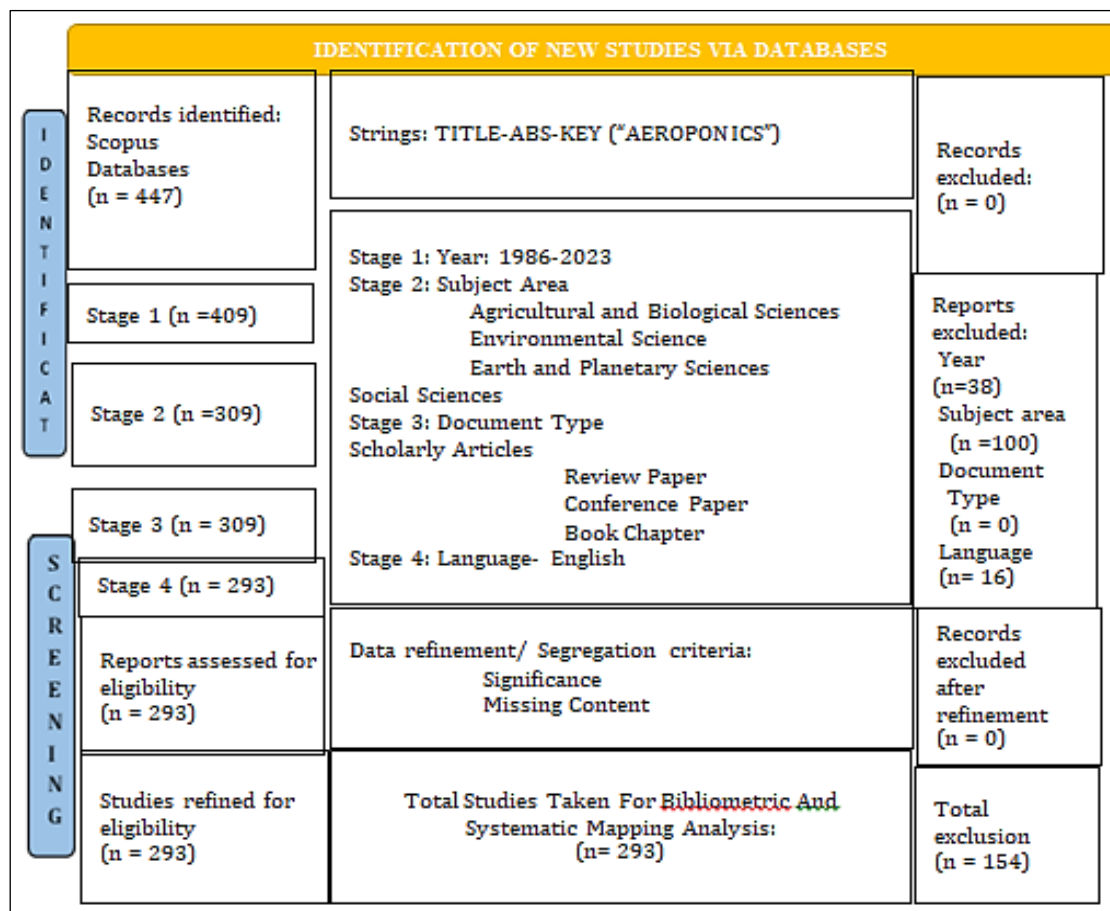 IDENTIFICATION OF NEW STUDIES VIA DATABASES
I
D
E
N
T
I
F
I
C
A
T
Records identified:
Scopus
Databases
(n = 447)
Strings: TITLE-ABS-KEY (“AEROPONICS”)
Records
excluded:
(n = 0)
Stage 1 (n =409)
Stage 2 (n =309)
Stage 3 (n = 309)
Stage 1: Year: 1986-2023
Stage 2: Subject Area
Agricultural and Biological Sciences
Environmental Science
Earth and Planetary Sciences
Social Sciences
Stage 3: Document Type
Scholarly Articles
Review Paper
Conference Paper
Book Chapter
Stage 4: Language- English
Reports
excluded:
Year
(n=38)
Subject area
(n =100)
Document
Type
(n = 0)
Language
(n= 16)
S
C
R
E
E
N
I
N
G
Stage 4 (n = 293)
Reports assessed for
eligibility
(n = 293)
Data refinement/ Segregation criteria:
Significance
Missing Content
Records
excluded
after
refinement
(n = 0)
Studies refined for
eligibility
(n = 293)
Total Studies Taken For Bibliometric And
Systematic Mapping Analysis:
(n= 293)
Total
exclusion
(n = 154)